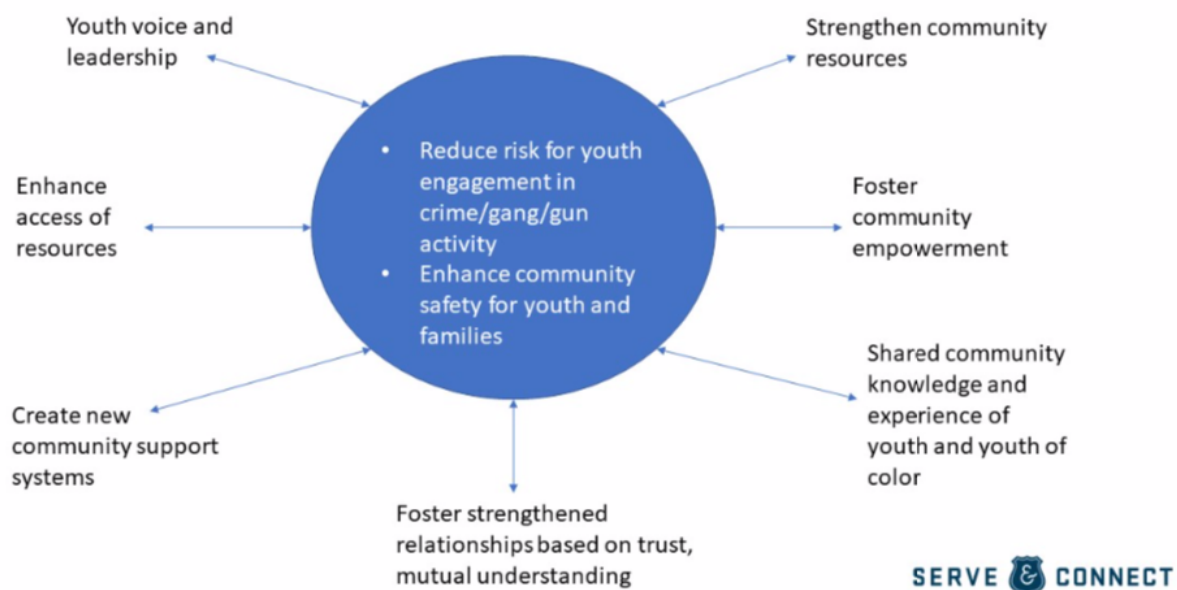 Youth voice and
leadership
Strengthen community
resources
• Reduce risk for youth
engagement in
crime/gang/gun
activity
• Enhance community
safety for youth and
families
Enhance
access of
resources
Foster
community
empowerment
Create new
community support
systems
Shared community
knowledge and
experience of
youth and youth of
color
Foster strengthened
relationships based on trust,
mutual understanding
SERVE & CONNECT